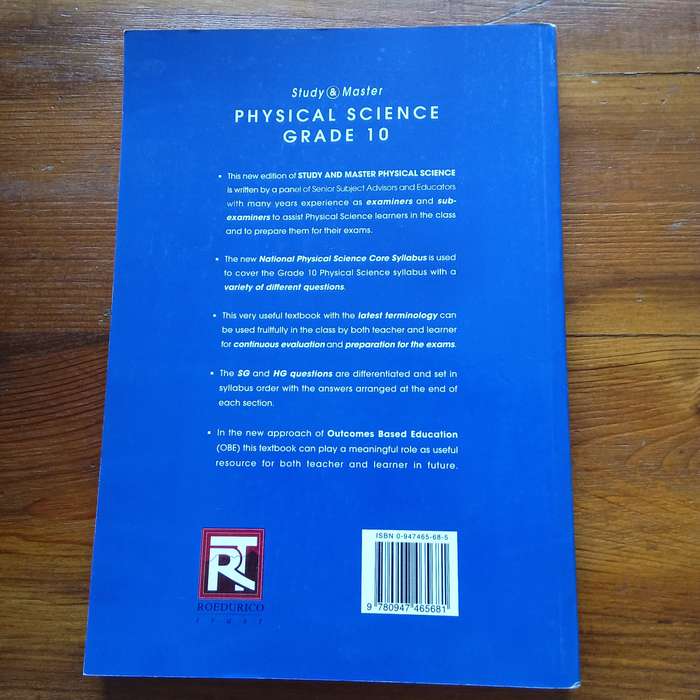 Study & Master
PHYSICAL SCIENCE
GRADE 10
• This new edition of STUDY AND MASTER PHYSICAL SCIENCE
is written by a panel of Senior Subject Advisors and Educators
with many years experience as examiners and sub-
examiners to assist Physical Science learners in the class
and to prepare them for their exams.
• The new National Physical Science Core Syllabus is used
to cover the Grade 10 Physical Science syllabus with a
variety of different questions.
• This very useful textbook with the latest terminology can
be used fruitfully in the class by both teacher and learner
for continuous evaluation and preparation for the exams.
• The SG and HG questions are differentiated and set in
syllabus order with the answers arranged at the end of
each section.
• In the new approach of Outcomes Based Education
(OBE) this textbook can play a meaningful role as useful
resource for both teacher and learner in future.
RT
ROEDURICO
trust
ISBN 0-947465-68-5
9 780947 465681